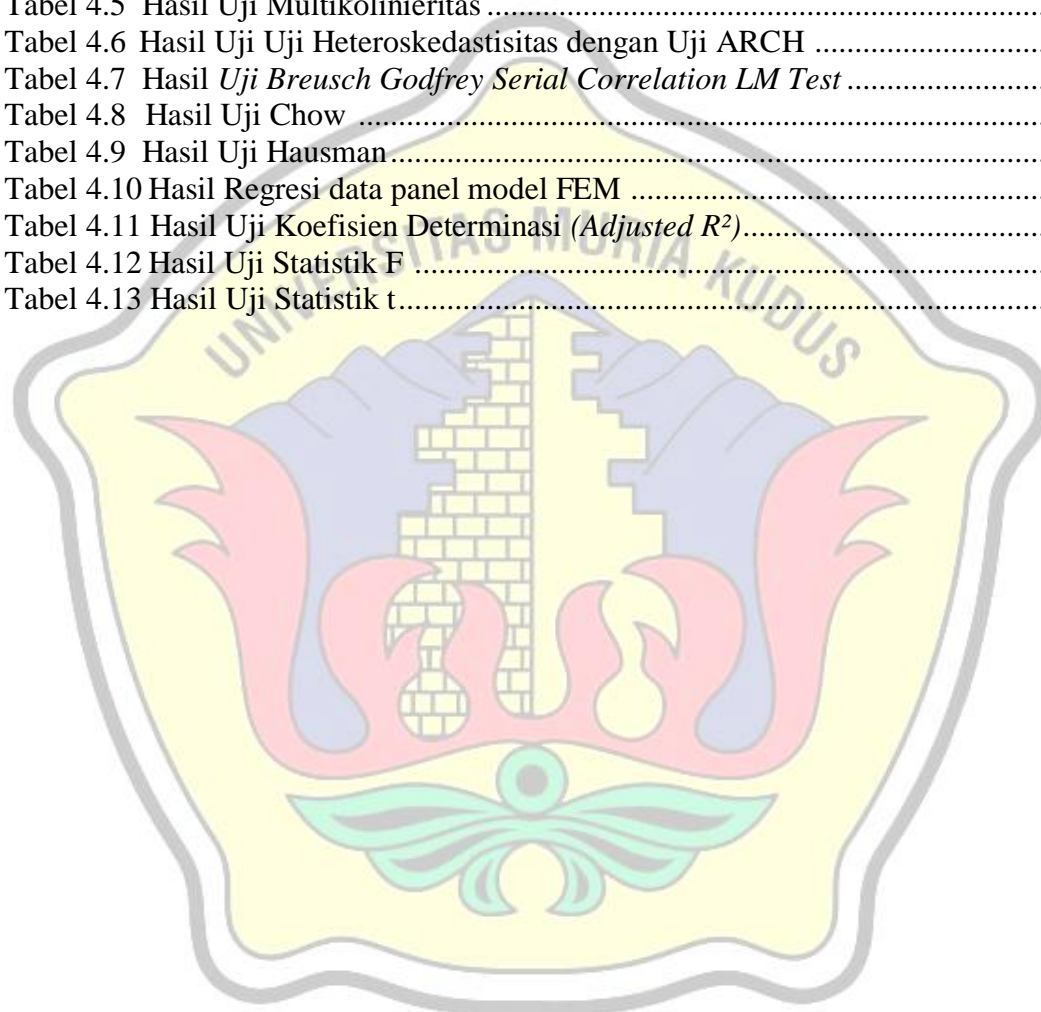 Tabel 4.5 Hasil Uji Multikolinieritas ........................................................................
Tabel 4.6 Hasil Uji Uji Heteroskedastisitas dengan Uji ARCH ............................
Tabel 4.7 Hasil Uji Breusch Godfrey Serial Correlation LM Test ........................
Tabel 4.8 Hasil Uji Chow ....................................................................................
Tabel 4.9 Hasil Uji Hausman................................................................................
Tabel 4.10 Hasil Regresi data panel model FEM ..................................................
Tabel 4.11 Hasil Uji Koefisien Determinasi (Adjusted R²).....................................
Tabel 4.12 Hasil Uji Statistik F .............................................................................
Tabel 4.13 Hasil Uji Statistik t...............................................................................
UNIVERSITAS MURIA KUDUS